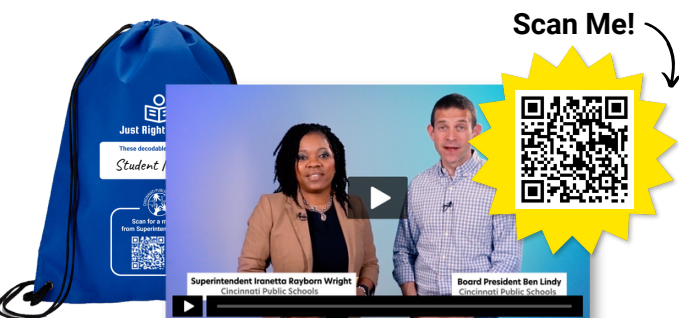 Scan Me!
Just Right
These decodable
Student
Scan for a
from Superinten
Superintendent Iranetta Rayborn Wright
Cincinnati Public Schools
Board President Ben Lindy
Cincinnati Public Schools